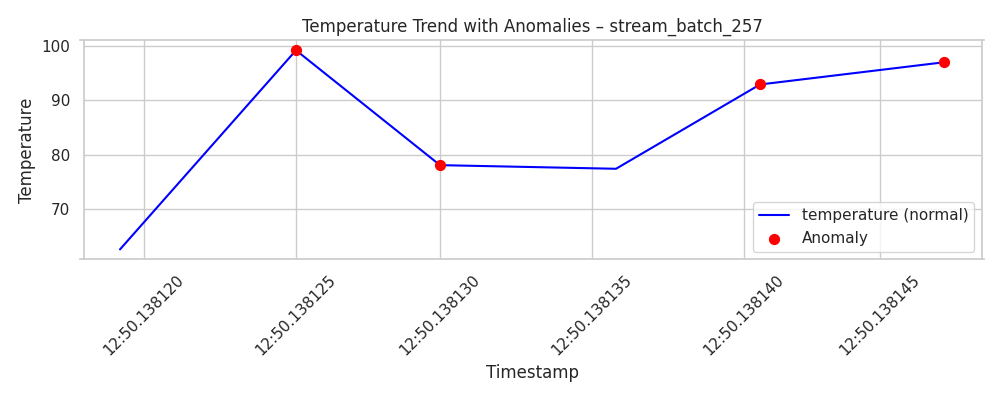 Temperature Trend with Anomalies – stream_batch_257
Temperature
100
90
80
70
temperature (normal)
Anomaly
12:50.138120
12:50.138125
12:50.138130
12:50.138135
12:50.138140
12:50.138145
Timestamp